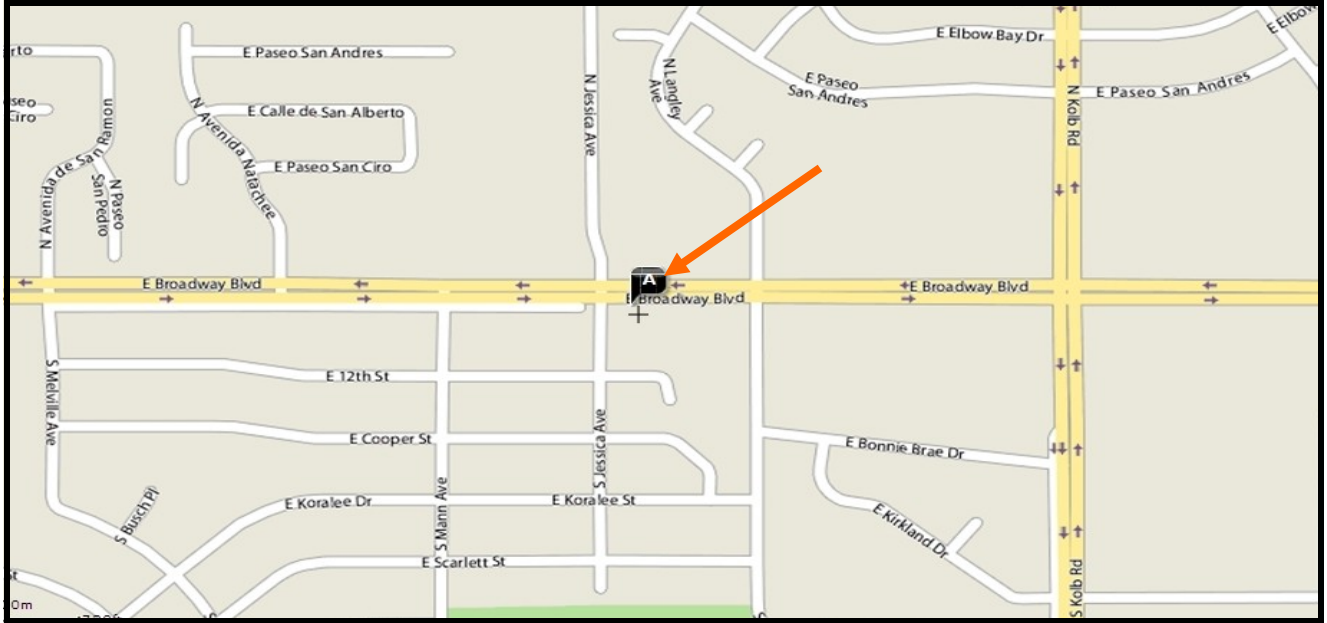 E Elbow
E Elbow Bay Dr
rto
E Paseo San Andres
N Langley
Ave
E Paseo
San Andres
E Paseo San Andres
seo
Ciro
N Avenida de San Ramon
N Avenida Natachee
E Calle de San Alberto
N Jessica Ave
N Kolb Rd
E Paseo San Ciro
N Paseo
San Pedro
A
E Broadway Blvd
E Broadway Blvd
E Broadway Blvd
S Melville Ave
E 12th St
E Cooper St
S Jessica Ave
E Bonnie Brae Dr
S Busch Pl
E Koralee Dr
S Mann Ave
E Koralee St
E Kirkland Dr
E Scarlett St
S Kolb Rd
st
0m